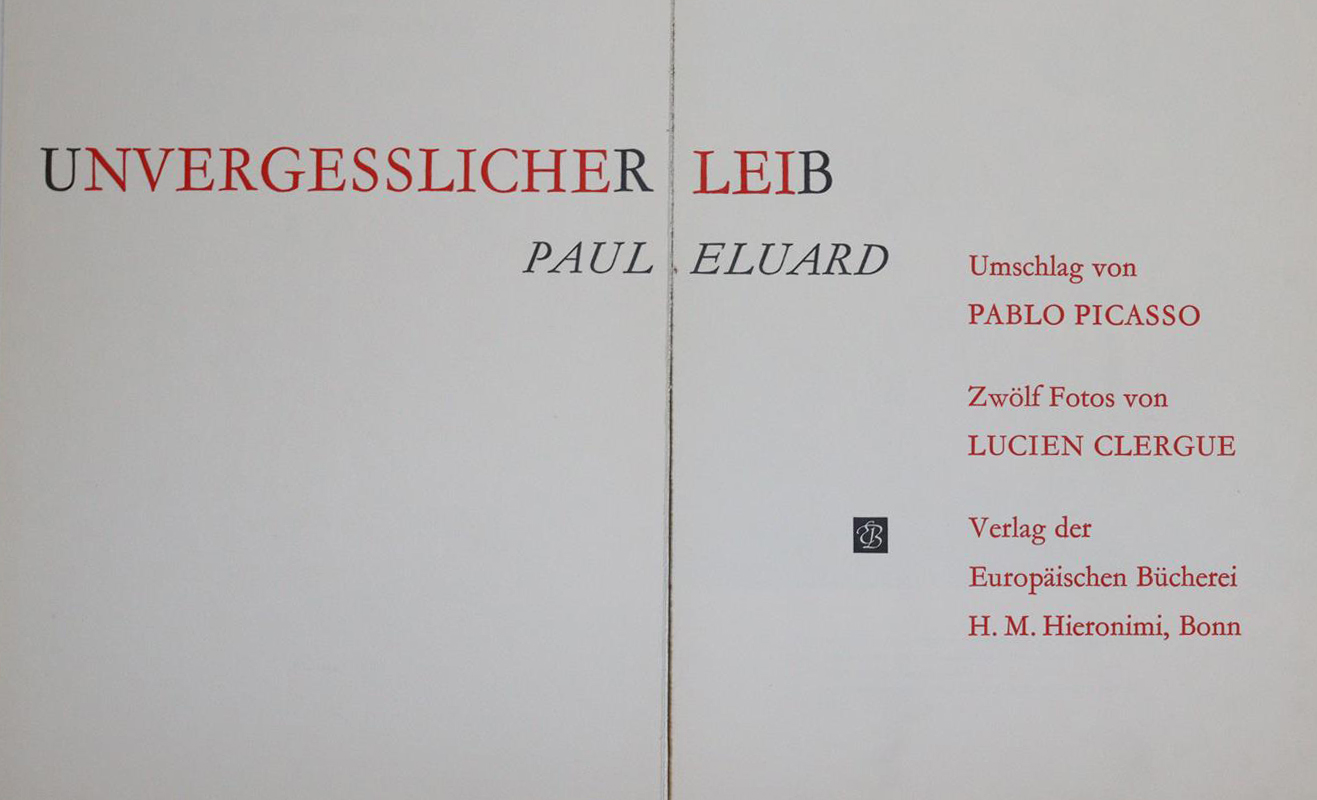 UNVERGESSLICHER LEIB
PAUL ELUARD
Umschlag von
PABLO PICASSO
Zwölf Fotos von
LUCIEN CLERGUE
EB
Verlag der
Europäischen Bücherei
H. M. Hieronimi, Bonn